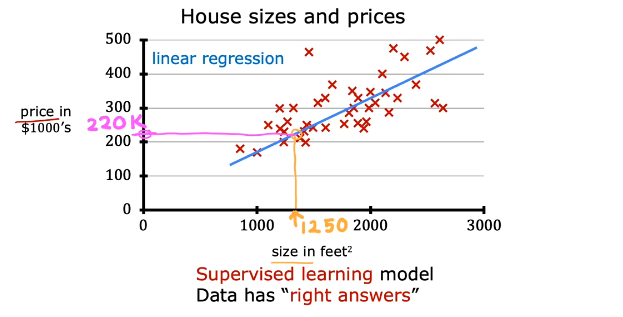 House sizes and prices
500
linear regression
400
price in
$1000's
300
220K
200
100
0
0
1000
1250
2000
3000
size in feet²
Supervised learning model
Data has "right answers"